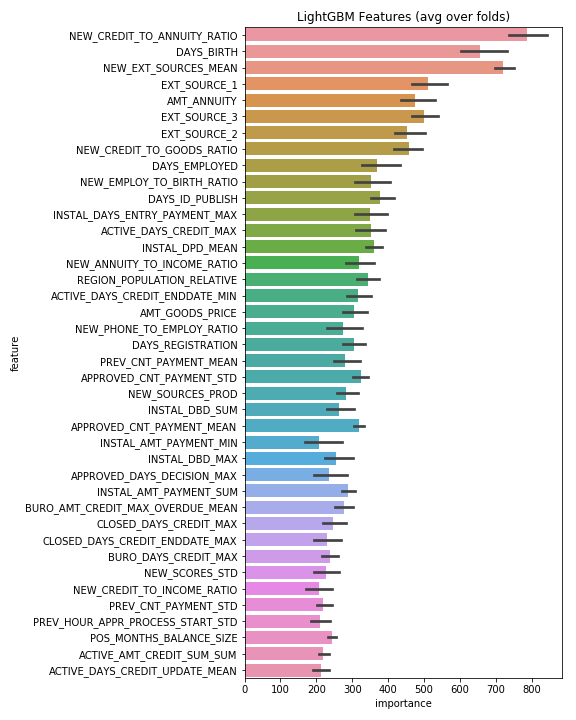 LightGBM Features (avg over folds)
NEW_CREDIT_TO_ANNUITY_RATIO
DAYS_BIRTH
NEW_EXT_SOURCES_MEAN
EXT_SOURCE_1
AMT_ANNUITY
EXT_SOURCE_3
EXT_SOURCE_2
NEW_CREDIT_TO_GOODS_RATIO
DAYS_EMPLOYED
NEW_EMPLOY_TO_BIRTH_RATIO
DAYS_ID_PUBLISH
INSTAL_DAYS_ENTRY_PAYMENT_MAX
ACTIVE_DAYS_CREDIT_MAX
INSTAL_DPD_MEAN
NEW_ANNUITY_TO_INCOME_RATIO
REGION_POPULATION_RELATIVE
ACTIVE_DAYS_CREDIT_ENDDATE_MIN
AMT_GOODS_PRICE
NEW_PHONE_TO_EMPLOY_RATIO
DAYS_REGISTRATION
PREV_CNT_PAYMENT_MEAN
APPROVED_CNT_PAYMENT_STD
NEW_SOURCES_PROD
INSTAL_DBD_SUM
APPROVED_CNT_PAYMENT_MEAN
INSTAL_AMT_PAYMENT_MIN
INSTAL_DBD_MAX
APPROVED_DAYS_DECISION_MAX
INSTAL_AMT_PAYMENT_SUM
BURO_AMT_CREDIT_MAX_OVERDUE_MEAN
CLOSED_DAYS_CREDIT_MAX
CLOSED_DAYS_CREDIT_ENDDATE_MAX
BURO_DAYS_CREDIT_MAX
NEW_SCORES_STD
NEW_CREDIT_TO_INCOME_RATIO
PREV_CNT_PAYMENT_STD
PREV_HOUR_APPR_PROCESS_START_STD
POS_MONTHS_BALANCE_SIZE
ACTIVE_AMT_CREDIT_SUM_SUM
ACTIVE_DAYS_CREDIT_UPDATE_MEAN
feature
0 100 200 300 400 500 600 700 800
importance